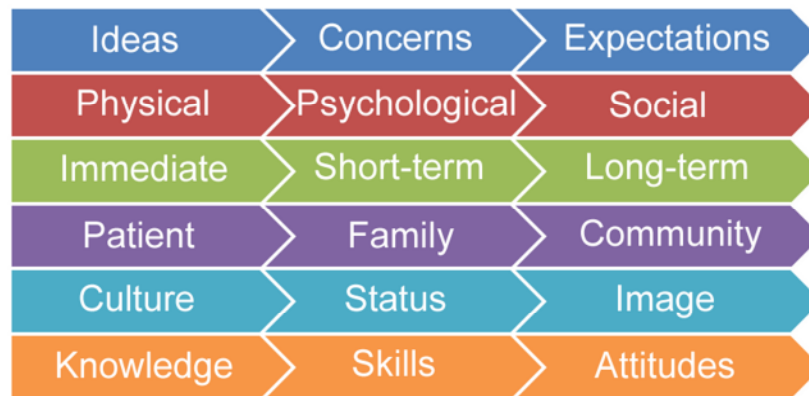 Ideas Concerns Expectations
Physical Psychological Social
Immediate Short-term Long-term
Patient Family Community
Culture Status Image
Knowledge Skills Attitudes